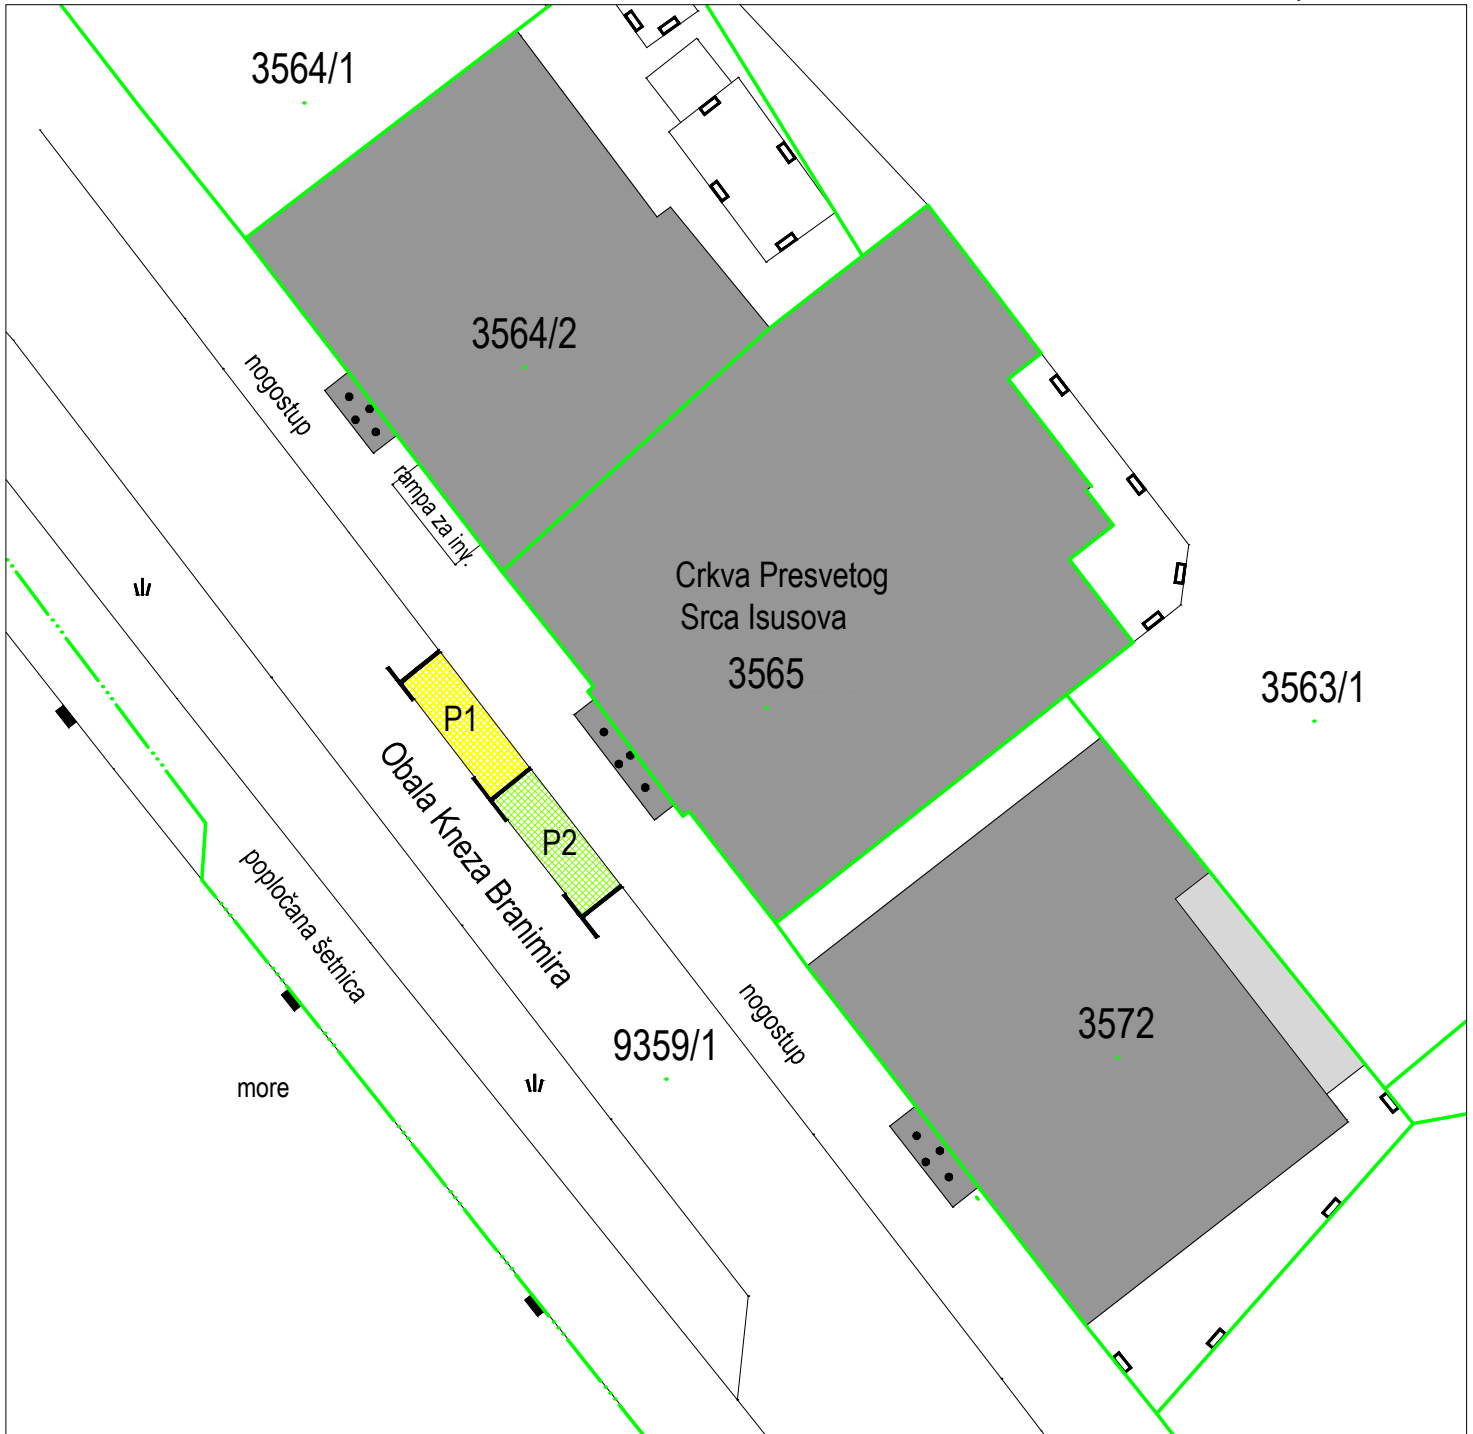 3564/1
3564/2
nogostup
rampa za inv.
Crkva Presvetog
Srca Isusova
3565
3563/1
P1
P2
Obala Kneza Branimira
popločana šetnica
nogostup
9359/1
3572
more